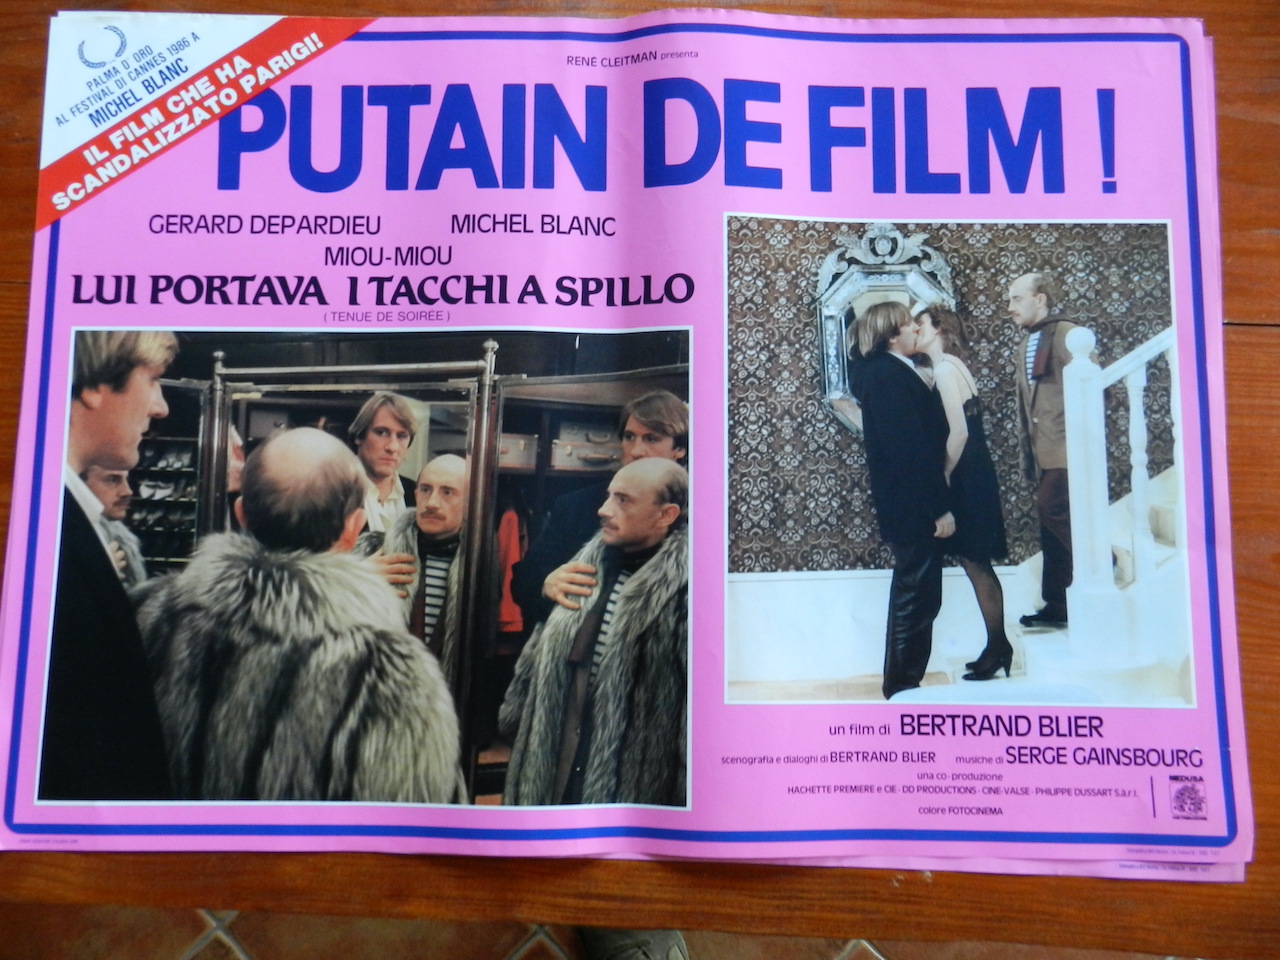 PALMA D'ORO
AL FESTIVAL DI CANNES 1986 A
MICHEL BLANC
IL FILM CHE HA
SCANDALIZZATO PARIGI!
RENÉ CLEITMAN presenta
PUTAIN DE FILM !
GERARD DEPARDIEU MICHEL BLANC
MIOU-MIOU
LUI PORTAVA I TACCHI A SPILLO
( TENUE DE SOIRÉE )
un film di BERTRAND BLIER
scenografia e dialoghi di BERTRAND BLIER musiche di SERGE GAINSBOURG
una co-produzione
HACHETTE PREMIERE e CIE - DD PRODUCTIONS - CINE-VALSE - PHILIPPE DUSSART S.à.r.l.
colore FOTOCINEMA
MEDUSA
DISTRIBUZIONE